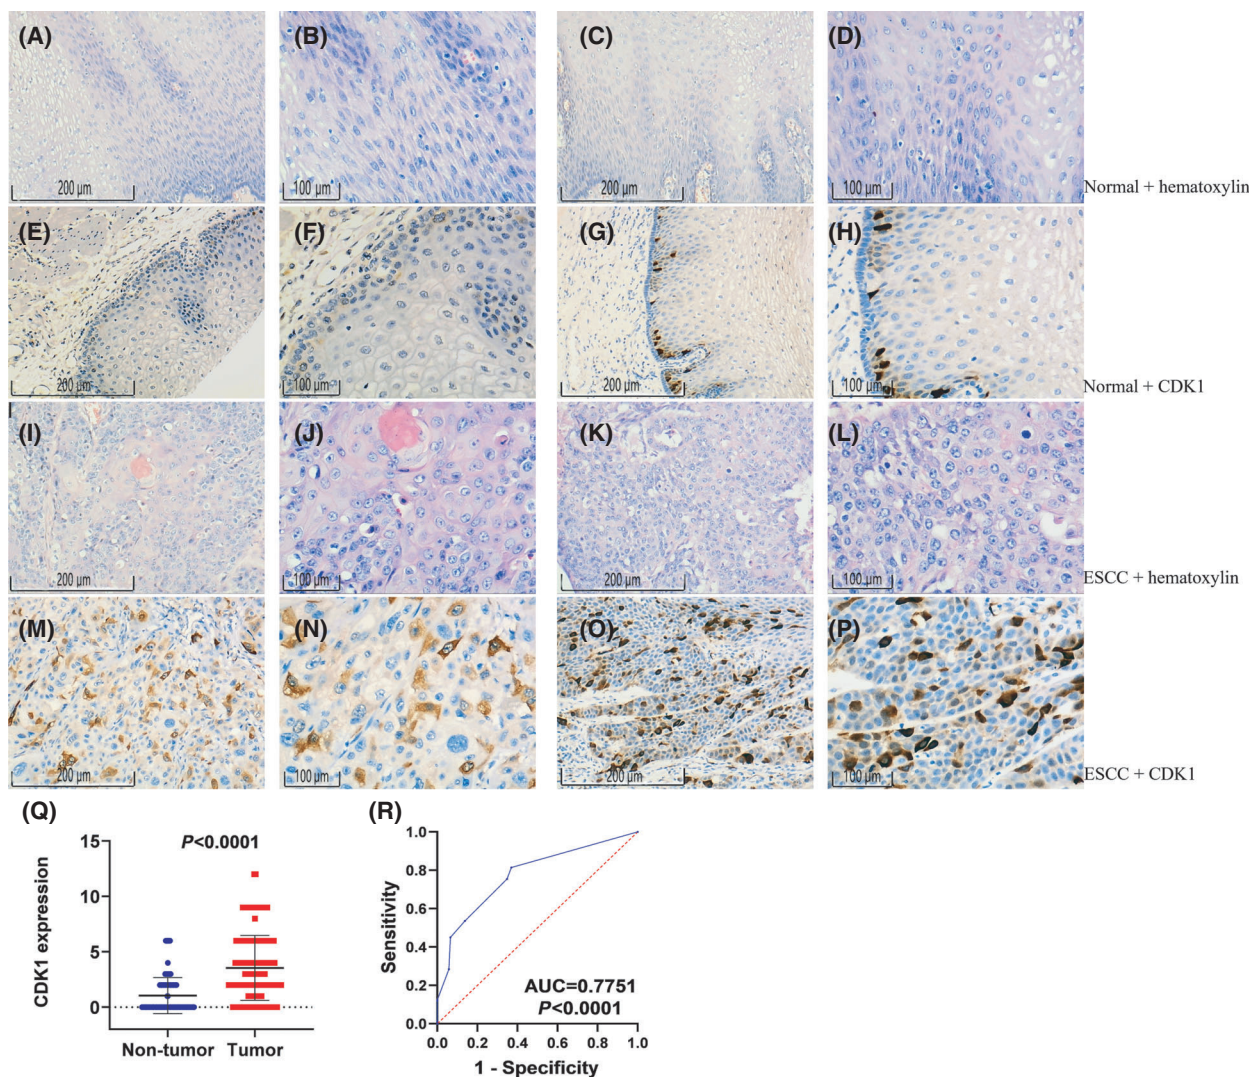 (A) (B) (C) (D)
200 µm 100 µm 200 µm 100 µm Normal + hematoxylin
(E) (F) (G) (H)
200 µm 100 µm 200 µm 100 µm Normal + CDK1
(I) (J) (K) (L)
200 µm 100 µm 200 µm 100 µm ESCC + hematoxylin
(M) (N) (O) (P)
200 µm 100 µm 200 µm 100 µm ESCC + CDK1
(Q)
P<0.0001
CDK1 expression
15
10
5
0
Non-tumor Tumor
(R)
Sensitivity
1.0
0.8
0.6
0.4
0.2
0.0
AUC=0.7751
P<0.0001
0.0 0.2 0.4 0.6 0.8 1.0
1 - Specificity